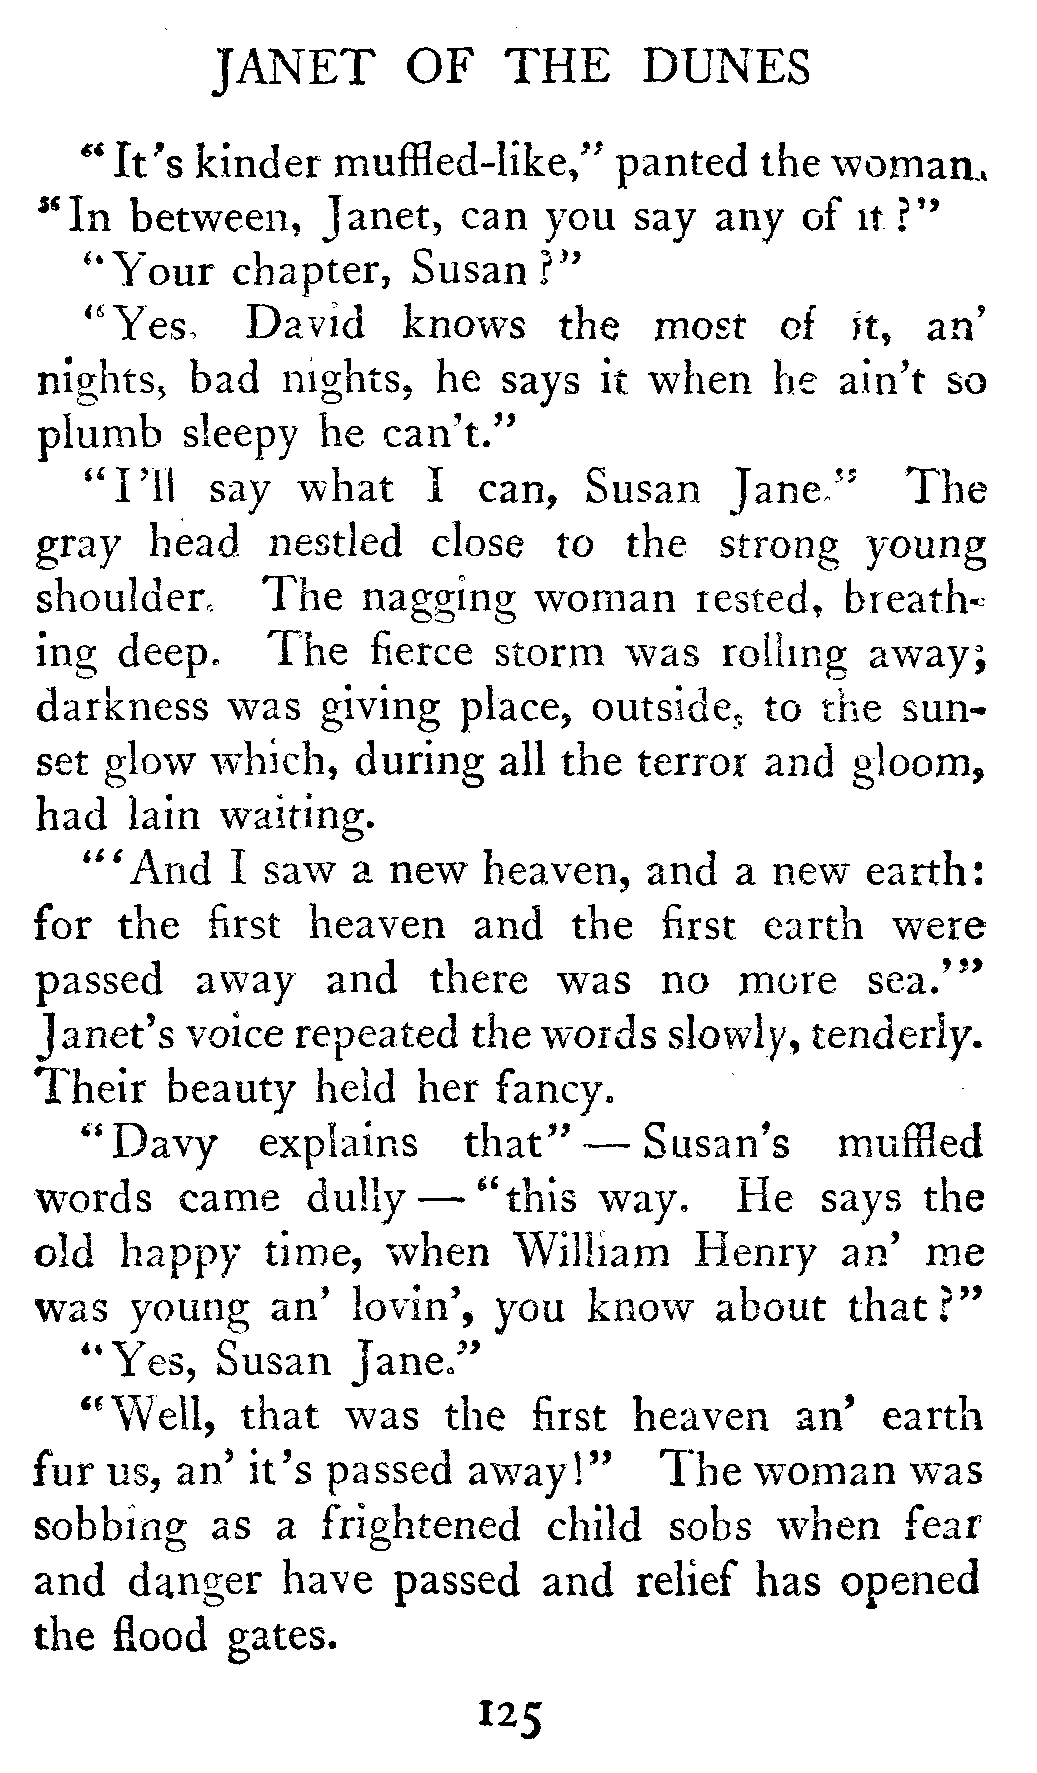 JANET OF THE DUNES
"It's kinder muffled-like," panted the woman.
"In between, Janet, can you say any of it?"
"Your chapter, Susan?"
"Yes. David knows the most of it, an'
nights, bad nights, he says it when he ain't so
plumb sleepy he can't."
"I'll say what I can, Susan Jane." The
gray head nestled close to the strong young
shoulder. The nagging woman rested, breath-
ing deep. The fierce storm was rolling away;
darkness was giving place, outside, to the sun-
set glow which, during all the terror and gloom,
had lain waiting.
"'And I saw a new heaven, and a new earth:
for the first heaven and the first earth were
passed away and there was no more sea.'"
Janet's voice repeated the words slowly, tenderly.
Their beauty held her fancy.
"Davy explains that" — Susan's muffled
words came dully — "this way. He says the
old happy time, when William Henry an' me
was young an' lovin', you know about that?"
"Yes, Susan Jane."
"Well, that was the first heaven an' earth
fur us, an' it's passed away!" The woman was
sobbing as a frightened child sobs when fear
and danger have passed and relief has opened
the flood gates.
125